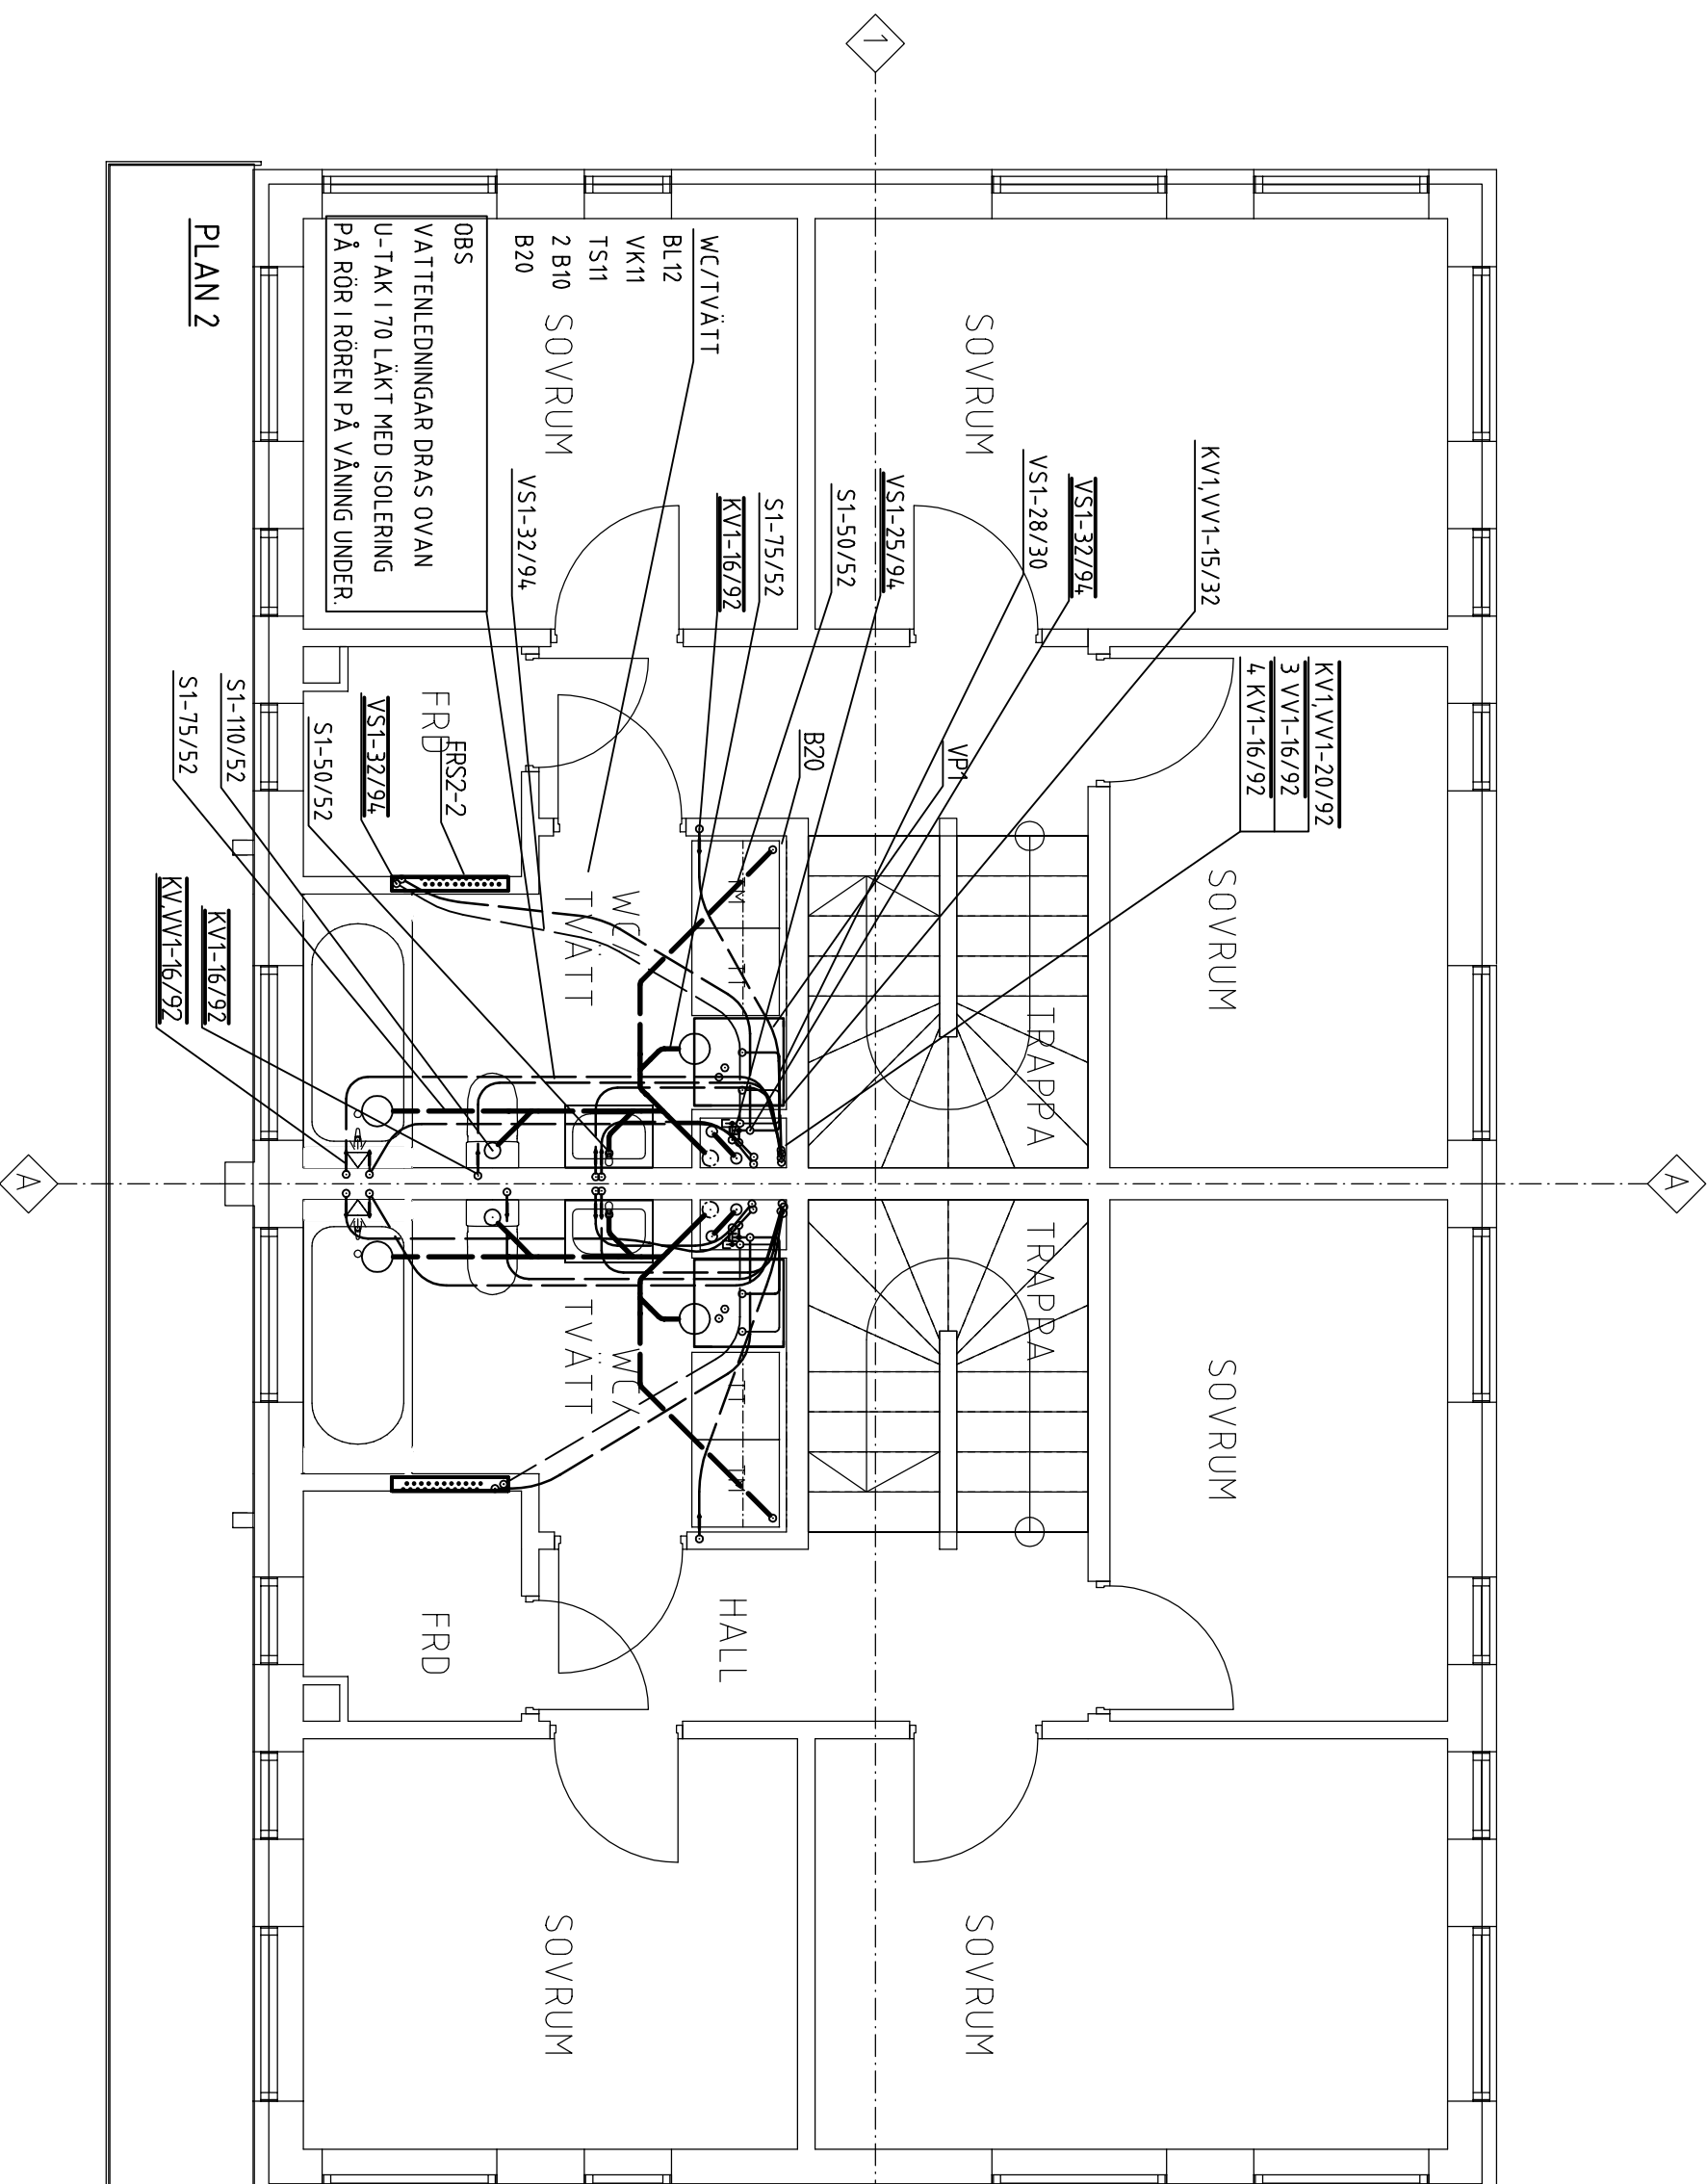 1
A
A
PLAN 2
WC/TVÄTT
BL12
VK11
TS11
2 B10
B20
OBS
VATTENLEDNINGAR DRAS OVAN
U-TAK I 70 LÄKT MED ISOLERING
PÅ RÖR I RÖREN PÅ VÅNING UNDER.
SOVRUM
SOVRUM
KV1,VV1-15/32
VS1-32/94
VS1-28/30
VS1-25/94
S1-50/52
S1-75/52
KV1-16/92
VS1-32/94
KV1,VV1-20/92
3 VV1-16/92
4 KV1-16/92
VP1
B20
FRD
FRS2-2
VS1-32/94
S1-50/52
S1-110/52
S1-75/52
KV1-16/92
KV,VV1-16/92
SOVRUM
TRAPPA
TM
TT
WC/
TVÄTT
TRAPPA
SOVRUM
WC/
TVÄTT
TT
TM
HALL
FRD
SOVRUM
SOVRUM